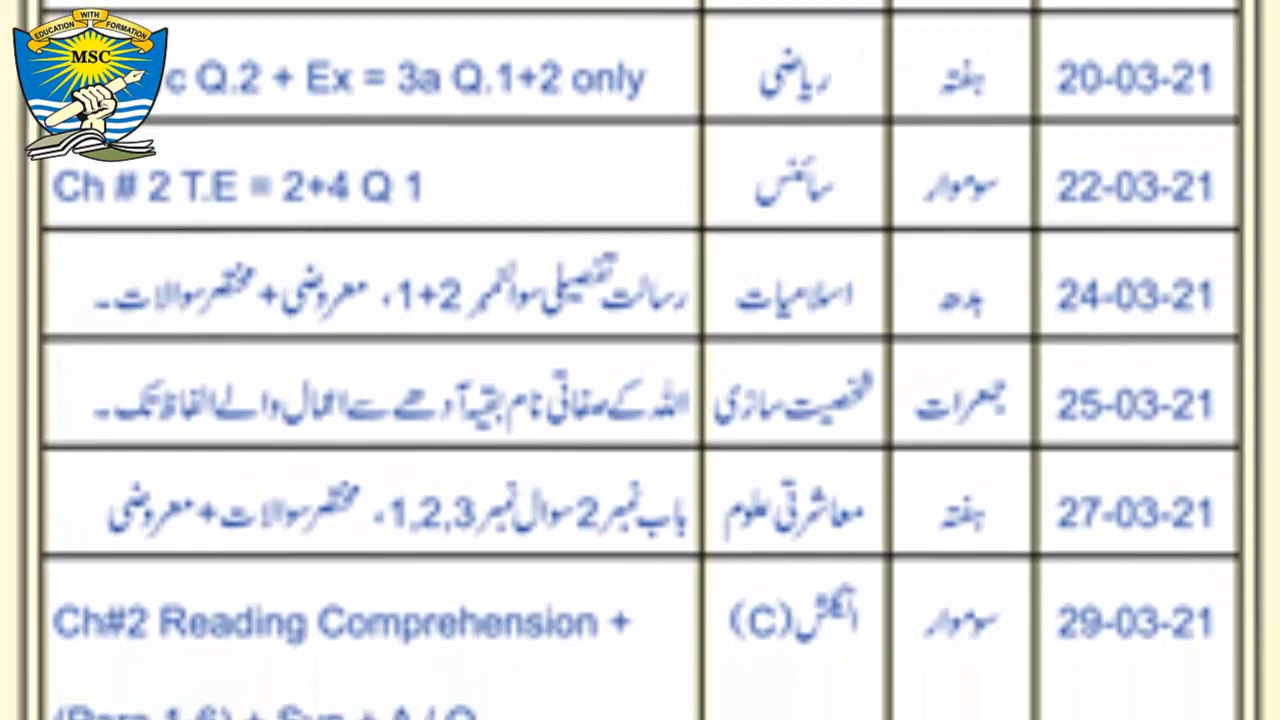 EDUCATION WITH FORMATION
MSC
20-03-21 ہفتہ ریاضی c Q.2 + Ex = 3a Q.1+2 only
22-03-21 سوموار سائنس Ch # 2 T.E = 2+4 Q 1
24-03-21 بدھ اسلامیات رسالت تفصیلی سوال نمبر 2+1، معروضی + مختصر سوالات۔
25-03-21 جمعرات شخصیت سازی اللہ کے صفاتی نام بقیہ آدھے سے اعمال والے الفاظ تک۔
27-03-21 ہفتہ معاشرتی علوم باب نمبر 2 سوال نمبر 1,2,3، مختصر سوالات + معروضی
29-03-21 سوموار انگلش (C) Ch#2 Reading Comprehension +
(Para 1-6) + Syn + A / Q